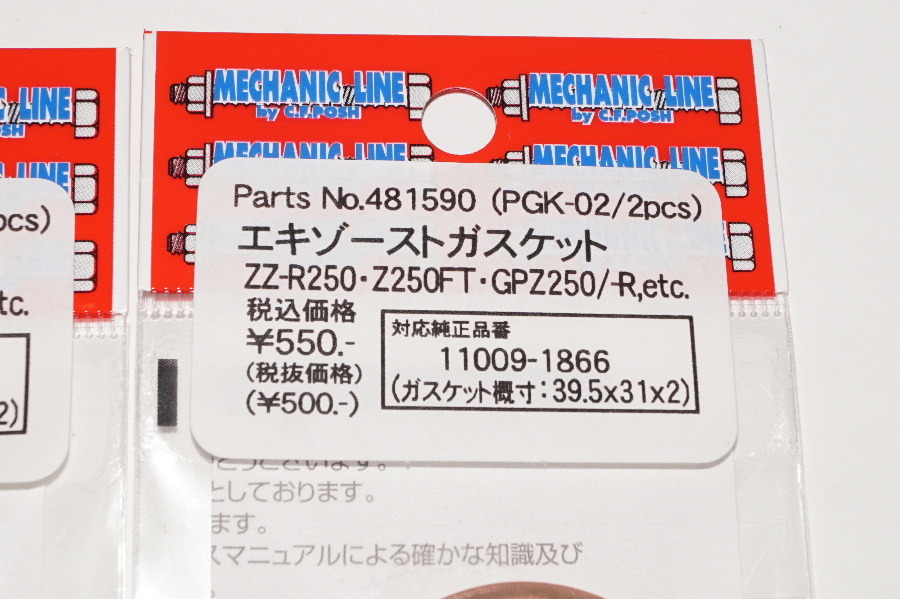 MECHANIC LINE
by C.F.POSH
MECHANIC LINE
by C.F.POSH
LINE
POSH
MECHANIC LINE
MECHANIC LINE
Parts No.481590 (PGK-02/2pcs)
エキゾーストガスケット
ZZ-R250・Z250FT・GPZ250/-R,etc.
税込価格
¥550.-
(税抜価格)
(¥500.-)
対応純正品番
11009-1866
(ガスケット概寸:39.5x31x2)
pcs)
tc.
2)
としております。
ます。
スマニュアルによる確かな知識及び